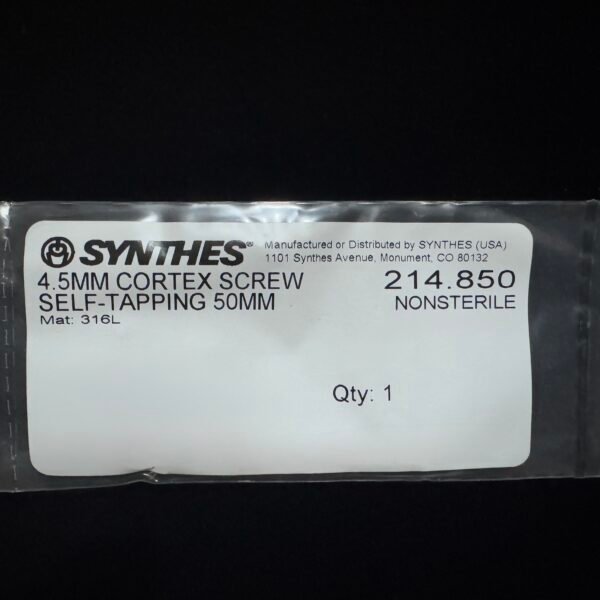 SYNTHES® Manufactured or Distributed by SYNTHES (USA)
1101 Synthes Avenue, Monument, CO 80132
4.5MM CORTEX SCREW 214.850
SELF-TAPPING 50MM NONSTERILE
Mat: 316L
Qty: 1